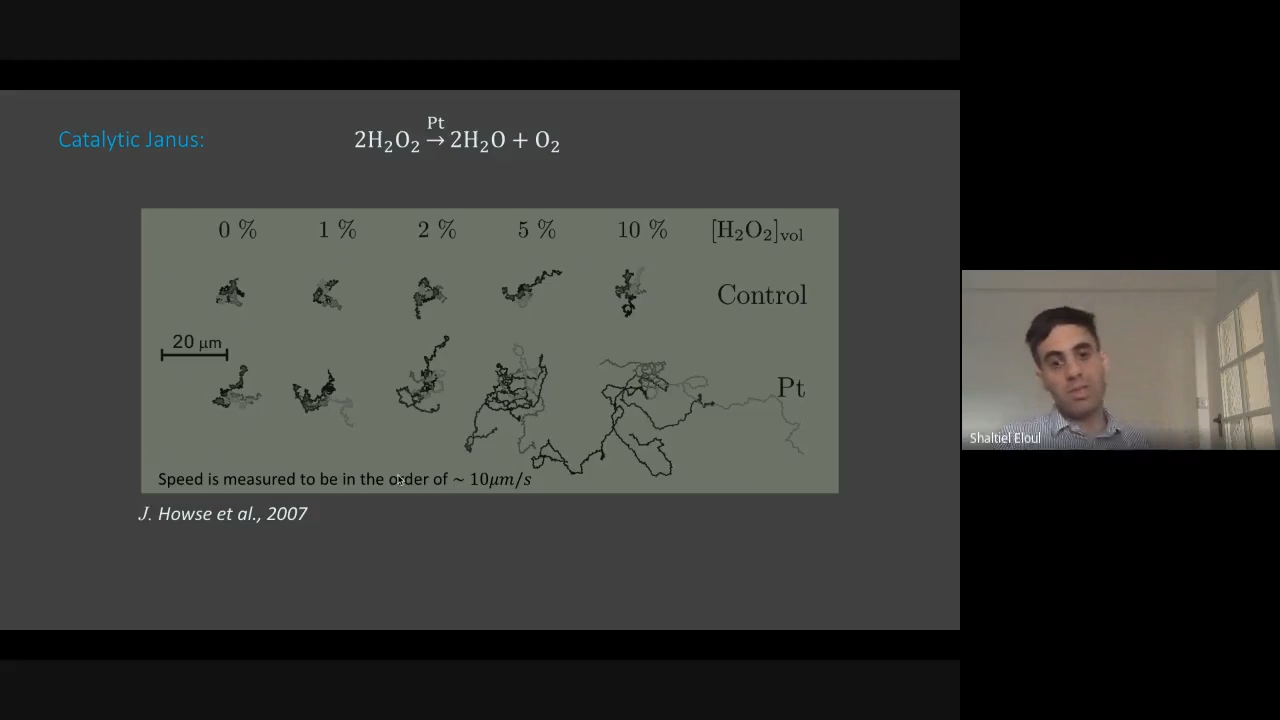 Catalytic Janus:
2H₂O₂ →Pt 2H₂O + O₂
0 % 1 % 2 % 5 % 10 % [H₂O₂]vol
Control
20 μm
Pt
Speed is measured to be in the order of ~ 10μm/s
J. Howse et al., 2007
Shaltiel Eloul